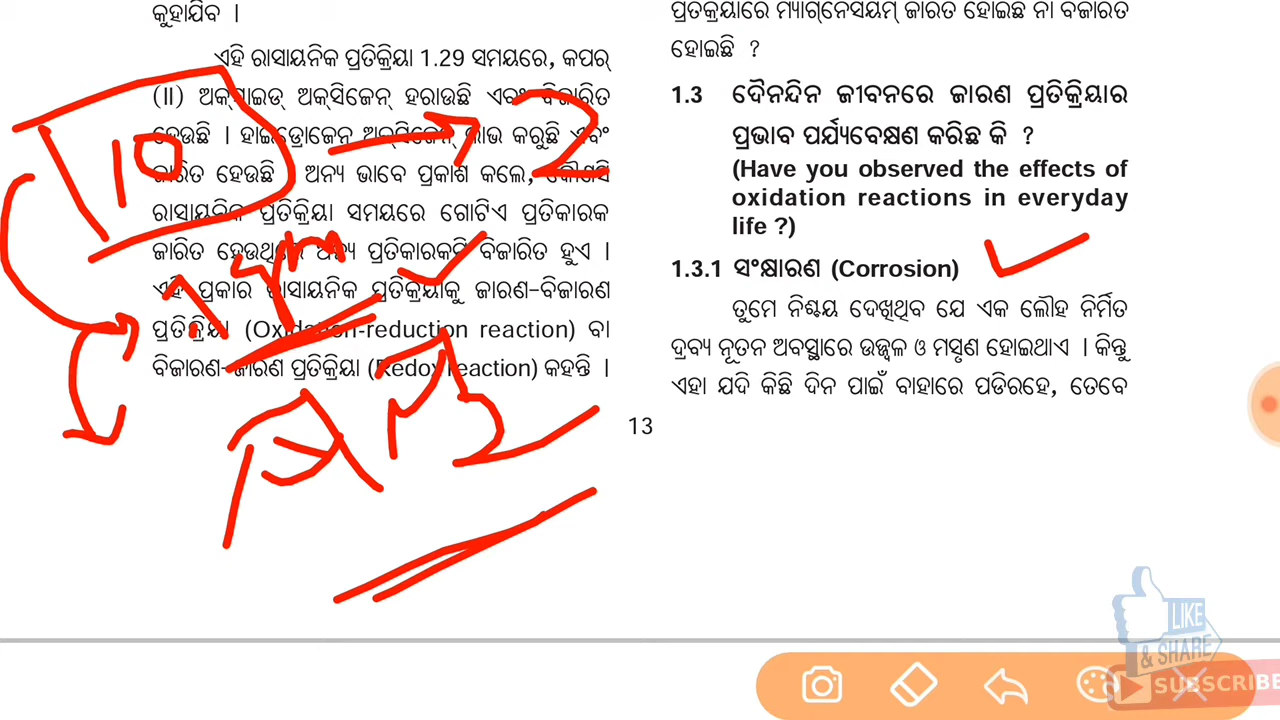 କୁହାଯିବ ।
ଏହି ରାସାୟନିକ ପ୍ରତିକ୍ରିୟା 1.29 ସମୟରେ, କପର୍
(II) ଅକ୍ସାଇଡ୍ ଅକ୍ସିଜେନ୍ ହରାଉଛି ଏବଂ ବିଜାରିତ
ହେଉଛି । ହାଇଡ୍ରୋଜେନ୍ ଅକ୍ସିଜେନ୍ ଲାଭ କରୁଛି ଏବଂ
ଜାରିତ ହେଉଛି । ଅନ୍ୟ ଭାବେ ପ୍ରକାଶ କଲେ, କୌଣସି
ରାସାୟନିକ ପ୍ରତିକ୍ରିୟା ସମୟରେ ଗୋଟିଏ ପ୍ରତିକାରକ
ଜାରିତ ହେଉଥିଲେ ଅନ୍ୟ ପ୍ରତିକାରକଟି ବିଜାରିତ ହୁଏ ।
ଏହି ପ୍ରକାର ରାସାୟନିକ ପ୍ରତିକ୍ରିୟାକୁ ଜାରଣ-ବିଜାରଣ
ପ୍ରତିକ୍ରିୟା (Oxidation-reduction reaction) ବା
ବିଜାରଣ-ଜାରଣ ପ୍ରତିକ୍ରିୟା (Redox reaction) କହନ୍ତି ।
10
2
13
ପ୍ରତିକ୍ରିୟାରେ ମ୍ୟାଗ୍ନେସିୟମ୍ ଜାରିତ ହୋଇଛି ନା ବିଜାରିତ
ହୋଇଛି ?
1.3 ଦୈନନ୍ଦିନ ଜୀବନରେ ଜାରଣ ପ୍ରତିକ୍ରିୟାର
ପ୍ରଭାବ ପର୍ଯ୍ୟବେକ୍ଷଣ କରିଛ କି ?
(Have you observed the effects of
oxidation reactions in everyday
life ?)
1.3.1 ସଂକ୍ଷାରଣ (Corrosion)
ତୁମେ ନିଶ୍ଚୟ ଦେଖିଥିବ ଯେ ଏକ ଲୌହ ନିର୍ମିତ
ଦ୍ରବ୍ୟ ନୂତନ ଅବସ୍ଥାରେ ଉଜ୍ଜ୍ୱଳ ଓ ମସୃଣ ହୋଇଥାଏ । କିନ୍ତୁ
ଏହା ଯଦି କିଛି ଦିନ ପାଇଁ ବାହାରେ ପଡିରହେ, ତେବେ
LIKE
& SHARE
SUBSCRIBE